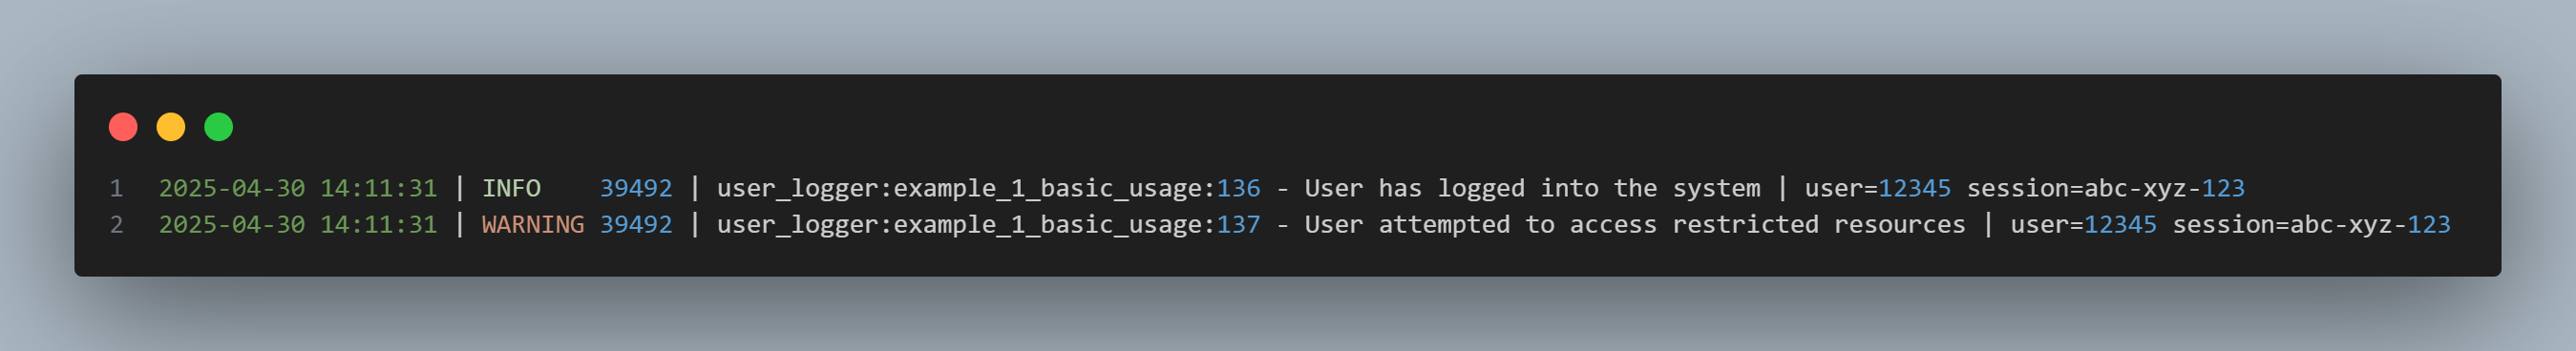 1 2025-04-30 14:11:31 | INFO    39492 | user_logger:example_1_basic_usage:136 - User has logged into the system | user=12345 session=abc-xyz-123
2 2025-04-30 14:11:31 | WARNING 39492 | user_logger:example_1_basic_usage:137 - User attempted to access restricted resources | user=12345 session=abc-xyz-123